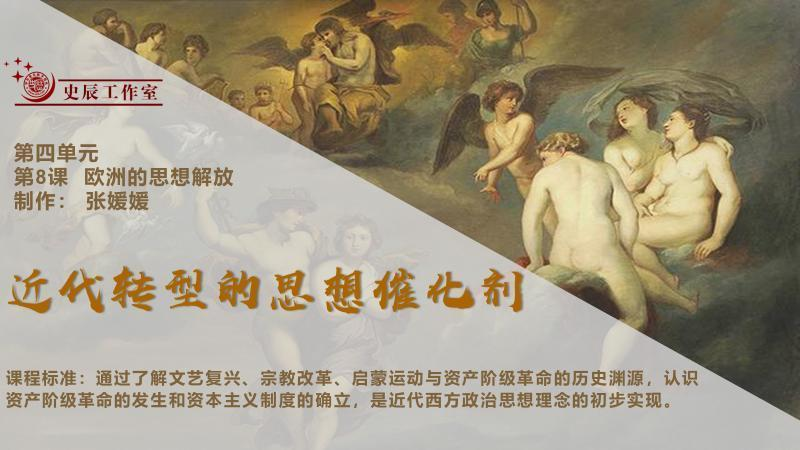 史辰工作室
第四单元
第8课 欧洲的思想解放
制作： 张媛媛
近代转型的思想催化剂
课程标准：通过了解文艺复兴、宗教改革、启蒙运动与资产阶级革命的历史渊源，认识
资产阶级革命的发生和资本主义制度的确立，是近代西方政治思想理念的初步实现。